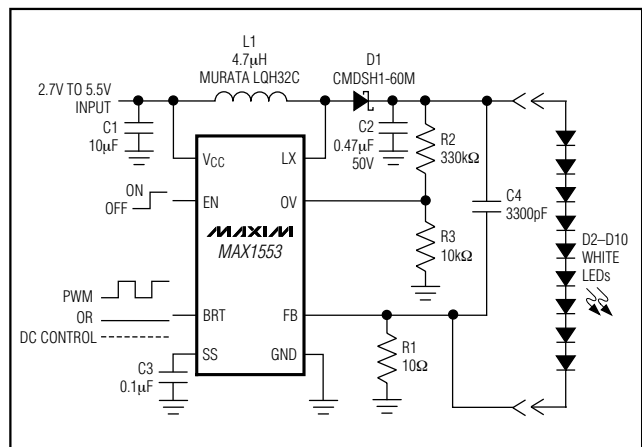 L1
4.7μH
MURATA LQH32C
D1
CMDSH1-60M
2.7V TO 5.5V
INPUT
C1
10μF
C2
0.47μF
50V
R2
330kΩ
VCC
LX
C4
3300pF
ON
OFF
EN
OV
MAXIM
MAX1553
R3
10kΩ
D2–D10
WHITE
LEDs
PWM
OR
DC CONTROL
BRT
FB
SS
GND
R1
10Ω
C3
0.1μF